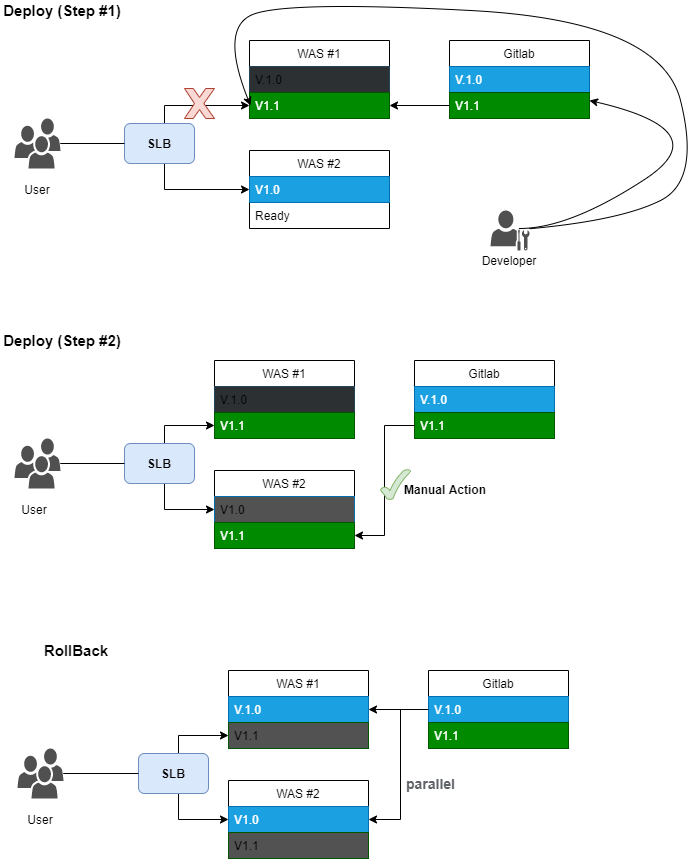 Deploy (Step #1)
WAS #1
V.1.0
V1.1
Gitlab
V.1.0
V1.1
SLB
User
WAS #2
V1.0
Ready
Developer
Deploy (Step #2)
WAS #1
V.1.0
V1.1
Gitlab
V.1.0
V1.1
SLB
User
WAS #2
V1.0
V1.1
Manual Action
RollBack
WAS #1
V.1.0
V1.1
Gitlab
V.1.0
V1.1
SLB
User
parallel
WAS #2
V1.0
V1.1